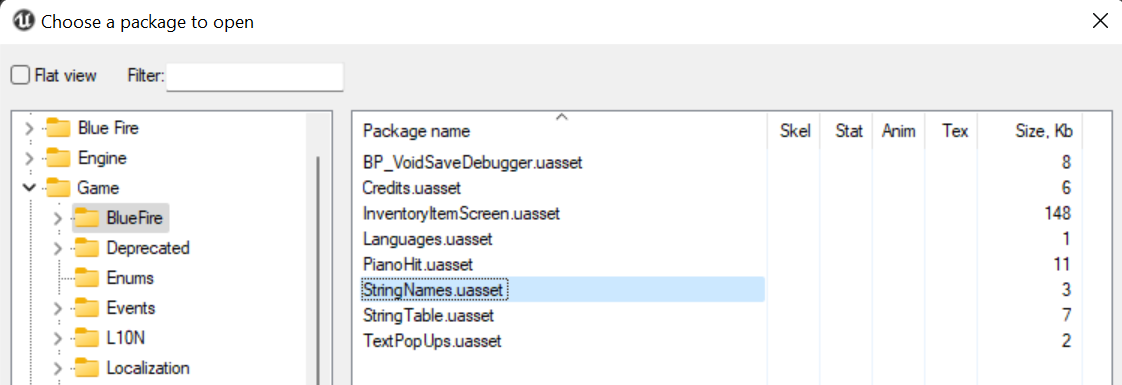 Choose a package to open
Flat view Filter:
Blue Fire
Engine
Game
BlueFire
Deprecated
Enums
Events
L10N
Localization
Package name Skel Stat Anim Tex Size, Kb
BP_VoidSaveDebugger.uasset 8
Credits.uasset 6
InventoryItemScreen.uasset 148
Languages.uasset 1
PianoHit.uasset 11
StringNames.uasset 3
StringTable.uasset 7
TextPopUps.uasset 2